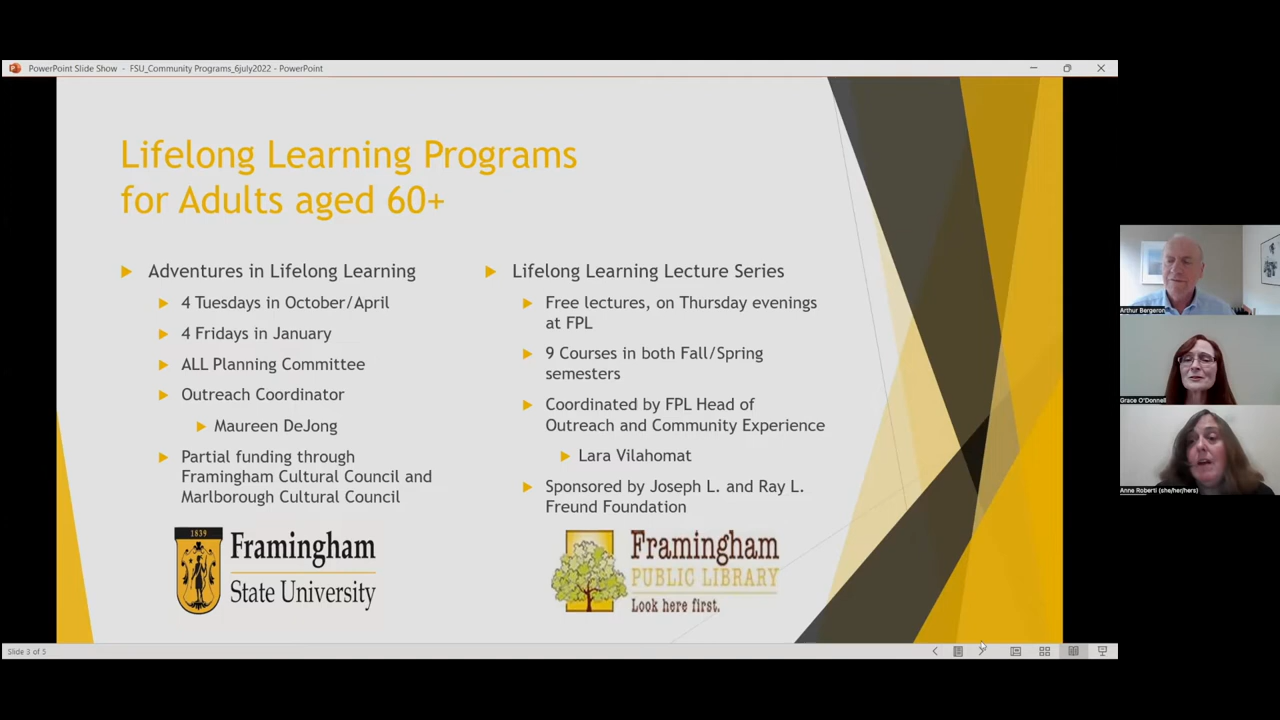 PowerPoint Slide Show - FSU_Community Programs_6july2022 - PowerPoint
Lifelong Learning Programs
for Adults aged 60+
Adventures in Lifelong Learning
4 Tuesdays in October/April
4 Fridays in January
ALL Planning Committee
Outreach Coordinator
Maureen DeJong
Partial funding through
Framingham Cultural Council and
Marlborough Cultural Council
1839
Framingham
State University
Lifelong Learning Lecture Series
Free lectures, on Thursday evenings
at FPL
9 Courses in both Fall/Spring
semesters
Coordinated by FPL Head of
Outreach and Community Experience
Lara Vilahomat
Sponsored by Joseph L. and Ray L.
Freund Foundation
Framingham
PUBLIC LIBRARY
Look here first.
Arthur Bergeron
Grace O'Donnell
Anne Roberti (she/her/hers)
Slide 3 of 5